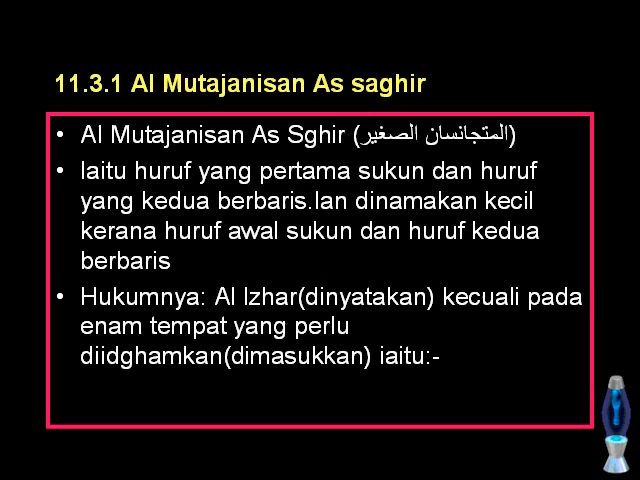 11.3.1 Al Mutajanisan As saghir
• Al Mutajanisan As Sghir (المتجانسان الصغير)
• Iaitu huruf yang pertama sukun dan huruf
yang kedua berbaris.Ian dinamakan kecil
kerana huruf awal sukun dan huruf kedua
berbaris
• Hukumnya: Al Izhar(dinyatakan) kecuali pada
enam tempat yang perlu
diidghamkan(dimasukkan) iaitu:-